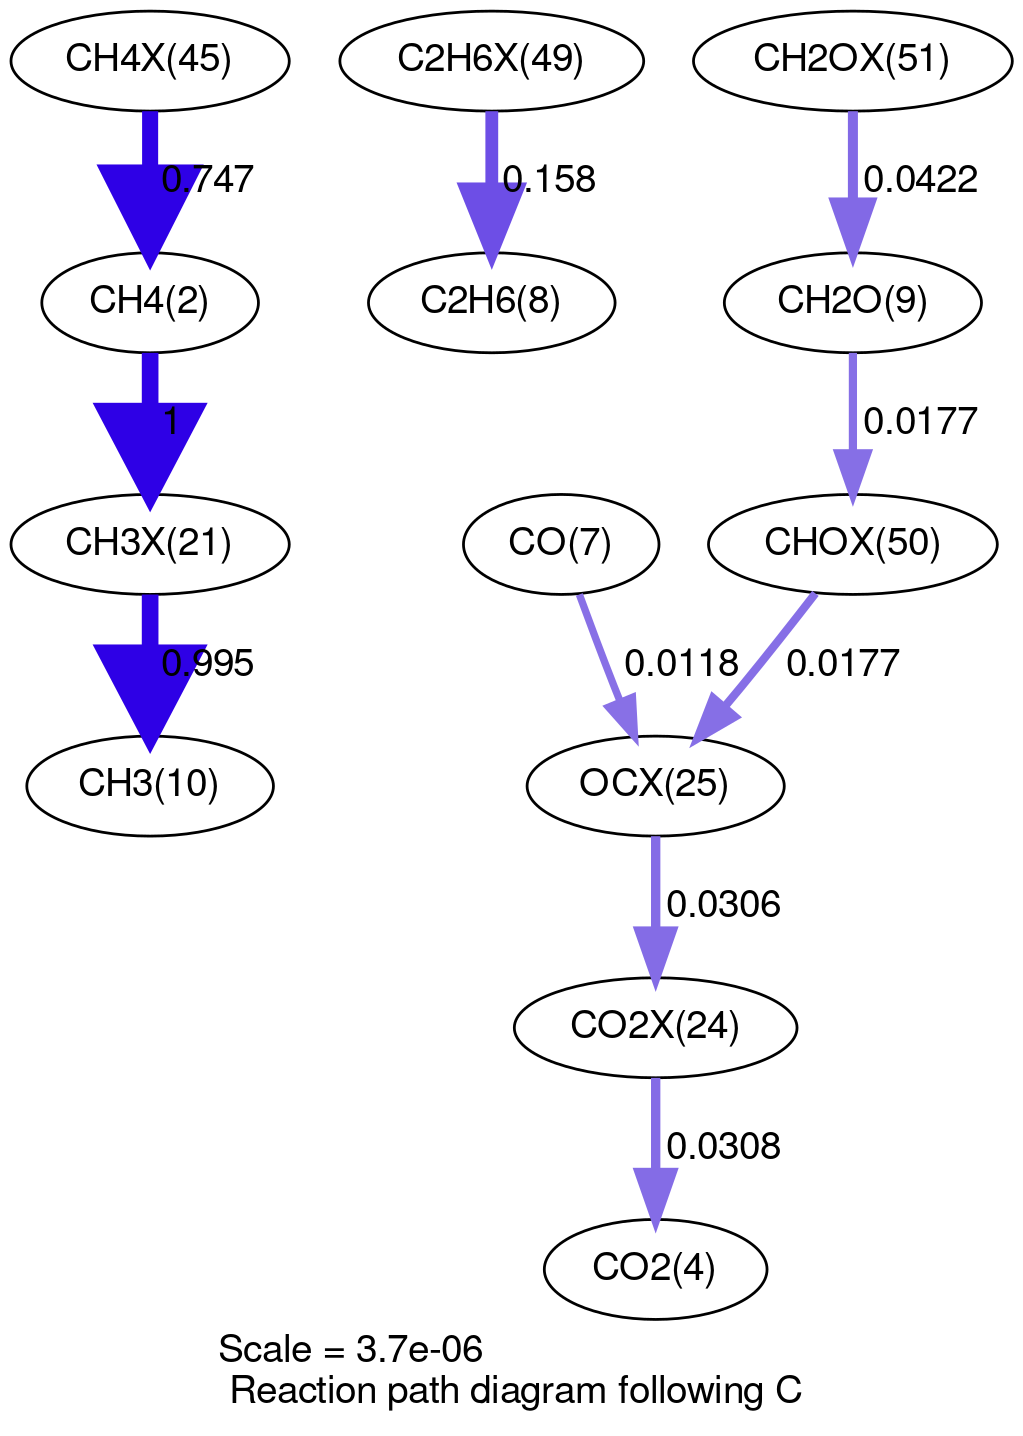 CH4X(45)
C2H6X(49)
CH2OX(51)
0.747
0.158
0.0422
CH4(2)
C2H6(8)
CH2O(9)
1
0.0177
CH3X(21)
CO(7)
CHOX(50)
0.995
0.0118
0.0177
CH3(10)
OCX(25)
0.0306
CO2X(24)
0.0308
CO2(4)
Scale = 3.7e-06
Reaction path diagram following C